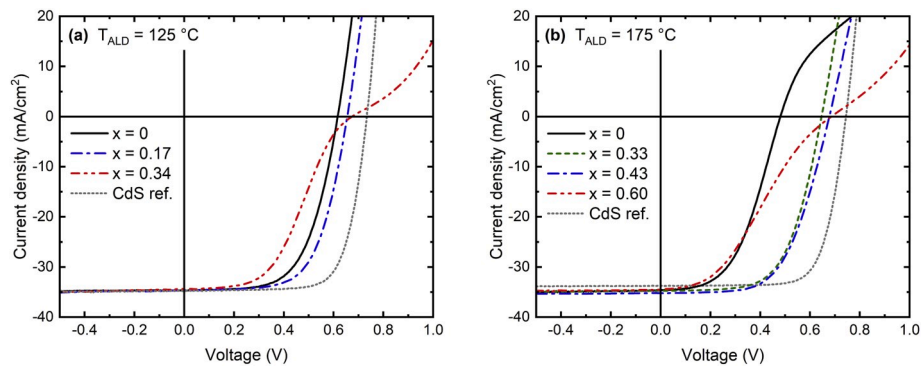 (a) T_ALD = 125 °C
Current density (mA/cm²)
20
10
0
-10
-20
-30
-40
x = 0
x = 0.17
x = 0.34
CdS ref.
-0.4 -0.2 0.0 0.2 0.4 0.6 0.8 1.0
Voltage (V)
(b) T_ALD = 175 °C
Current density (mA/cm²)
20
10
0
-10
-20
-30
-40
x = 0
x = 0.33
x = 0.43
x = 0.60
CdS ref.
-0.4 -0.2 0.0 0.2 0.4 0.6 0.8 1.0
Voltage (V)